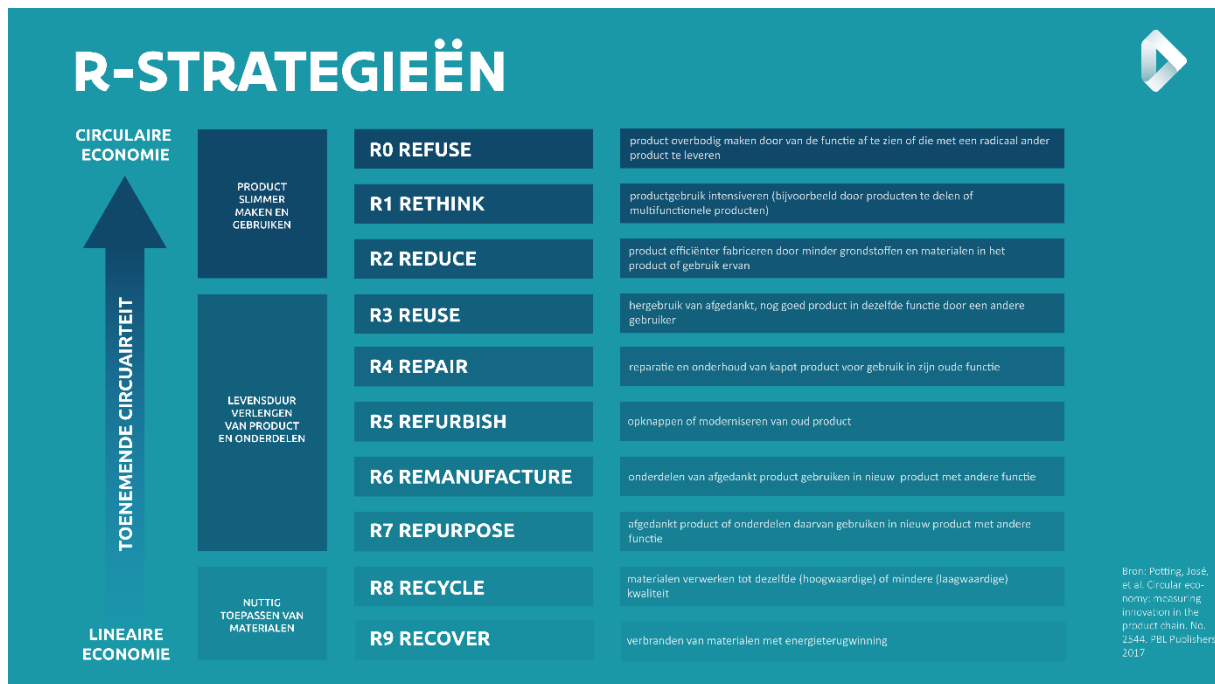 R-STRATEGIEËN
CIRCULAIRE
ECONOMIE
TOENEMENDE CIRCUAIRTEIT
LINEAIRE
ECONOMIE
PRODUCT
SLIMMER
MAKEN EN
GEBRUIKEN
R0 REFUSE
product overbodig maken door van de functie af te zien of die met een radicaal ander
product te leveren
R1 RETHINK
productgebruik intensiveren (bijvoorbeeld door producten te delen of
multifunctionele producten)
R2 REDUCE
product efficiënter fabriceren door minder grondstoffen en materialen in het
product of gebruik ervan
LEVENSDUUR
VERLENGEN
VAN PRODUCT
EN ONDERDELEN
R3 REUSE
hergebruik van afgedankt, nog goed product in dezelfde functie door een andere
gebruiker
R4 REPAIR
reparatie en onderhoud van kapot product voor gebruik in zijn oude functie
R5 REFURBISH
opknappen of moderniseren van oud product
R6 REMANUFACTURE
onderdelen van afgedankt product gebruiken in nieuw product met andere functie
R7 REPURPOSE
afgedankt product of onderdelen daarvan gebruiken in nieuw product met andere
functie
NUTTIG
TOEPASSEN VAN
MATERIALEN
R8 RECYCLE
materialen verwerken tot dezelfde (hoogwaardige) of mindere (laagwaardige)
kwaliteit
R9 RECOVER
verbranden van materialen met energieterugwinning
Bron: Potting, José,
et al. Circular eco-
nomy: measuring
innovation in the
product chain. No.
2544. PBL Publishers
2017